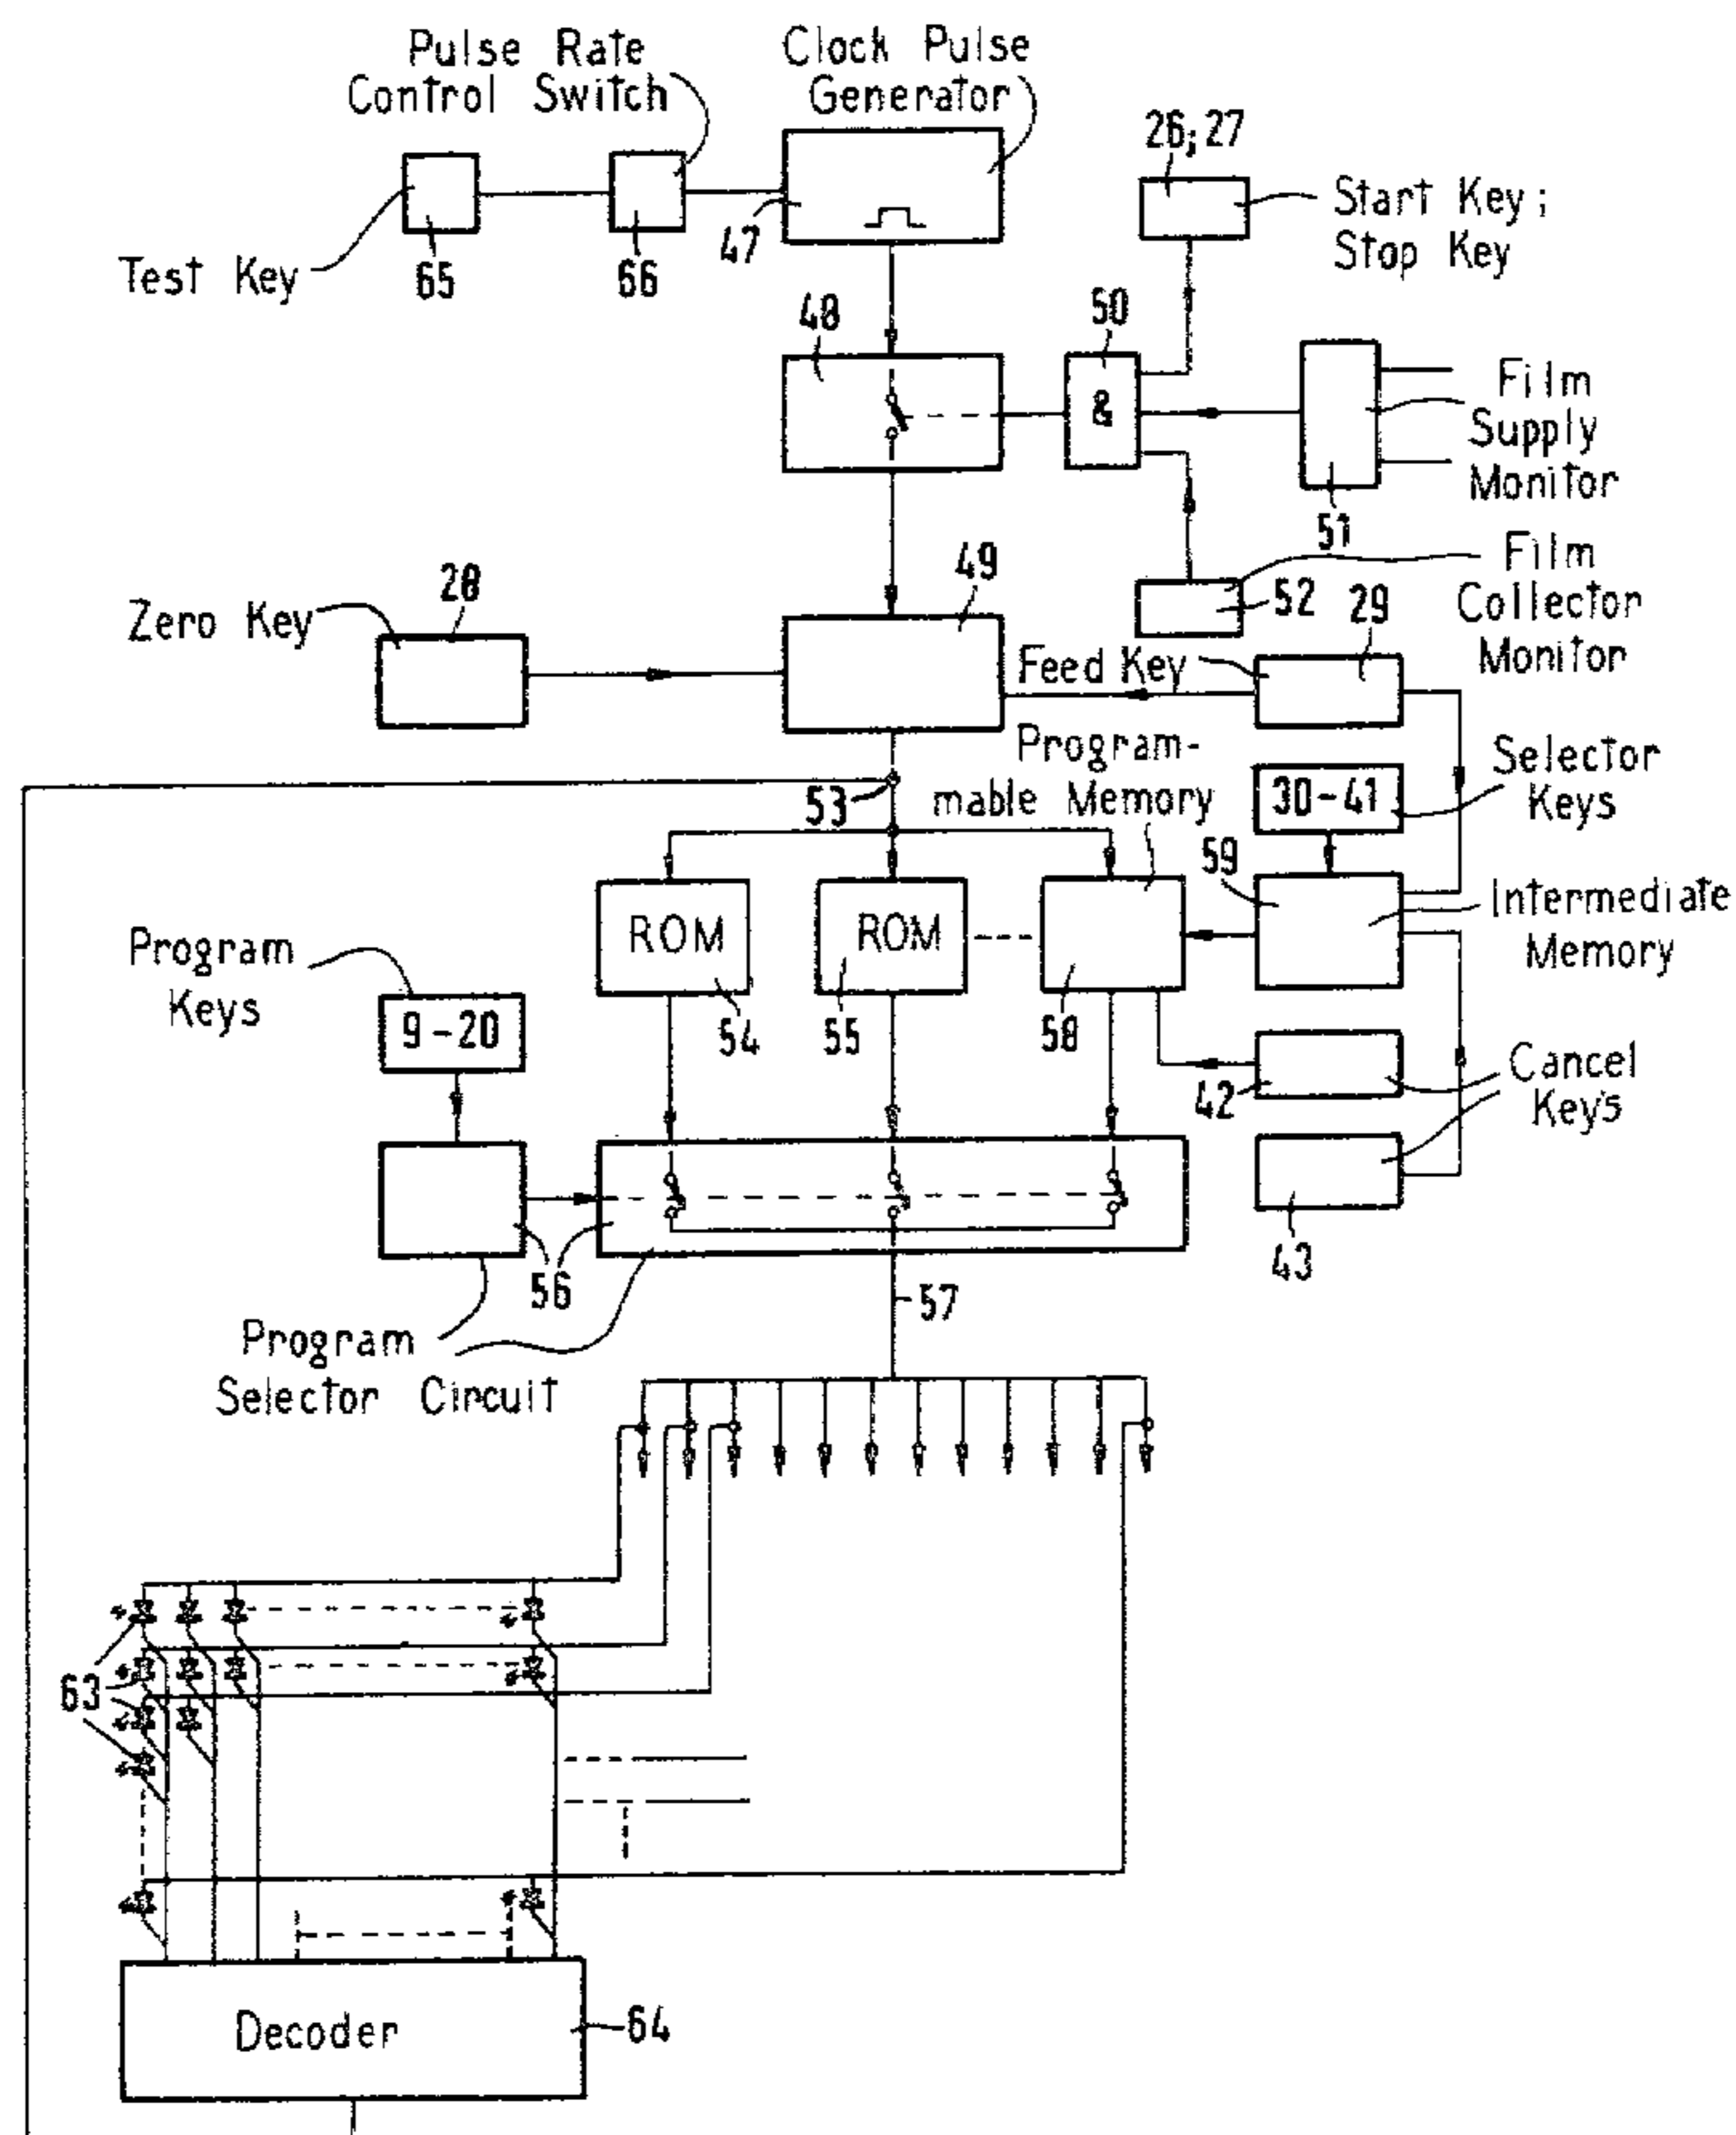 Pulse Rate
Control Switch
Clock Pulse
Generator
26; 27
Start Key;
Stop Key
Test Key
65
66
47
48
50
&
Film
Supply
Monitor
51
Film
Collector
Monitor
52
Zero Key
28
49
29
Feed Key
Program-
mable Memory
53
30-41
Selector
Keys
59
Intermediate
Memory
ROM
54
ROM
55
58
Program
Keys
9-20
42
Cancel
Keys
43
56
57
Program
Selector Circuit
63
Decoder
64